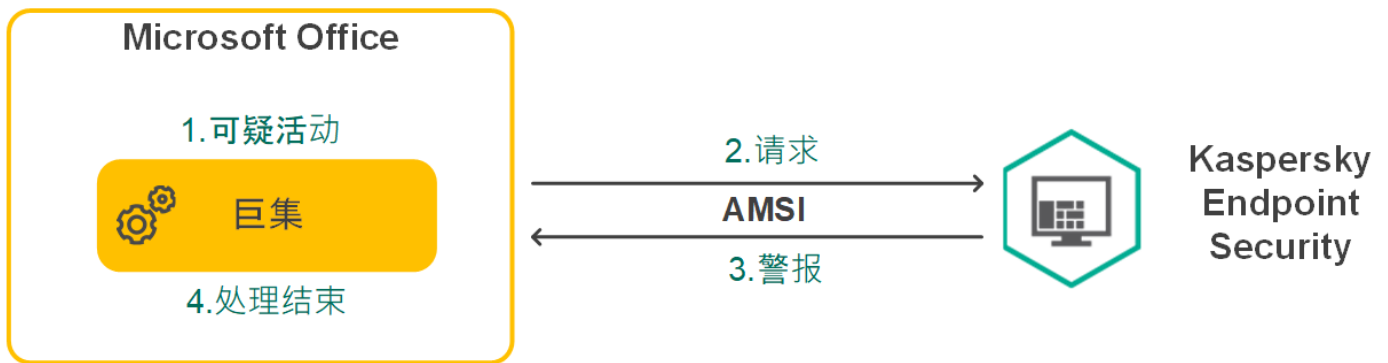 Microsoft Office
1.可疑活动
巨集
4.处理结束
2.请求
AMSI
3.警报
Kaspersky
Endpoint
Security